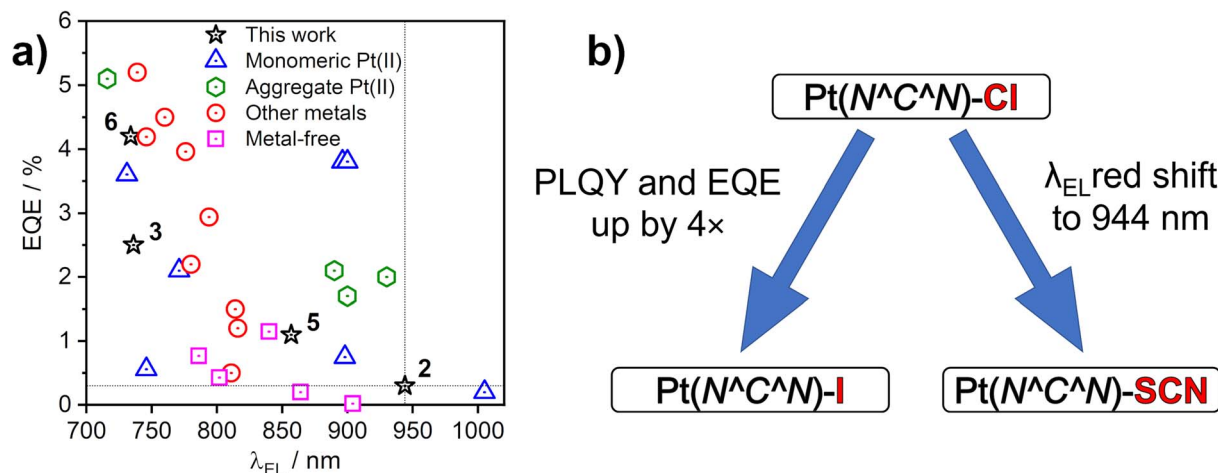 a)
6
5
4
3
2
1
0
EQE / %
700 750 800 850 900 950 1000
λEL / nm
This work
Monomeric Pt(II)
Aggregate Pt(II)
Other metals
Metal-free
6
3
5
2
b)
Pt(N^C^N)-Cl
PLQY and EQE
up by 4×
λEL red shift
to 944 nm
Pt(N^C^N)-I
Pt(N^C^N)-SCN